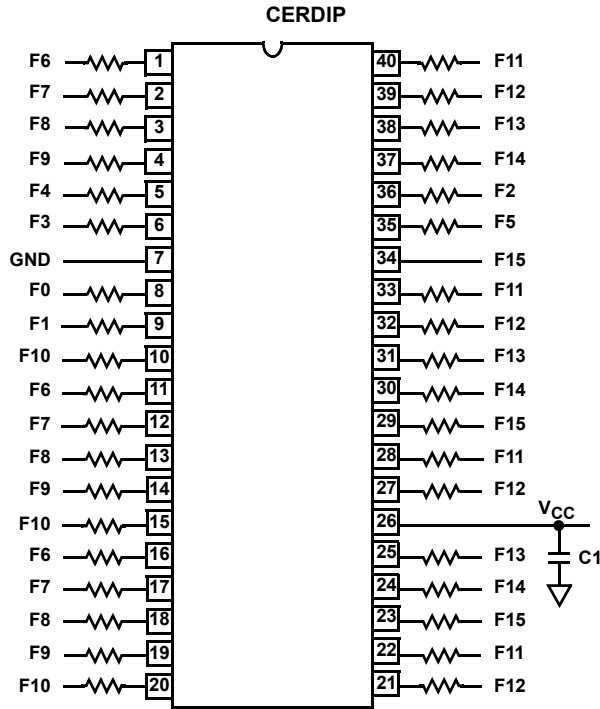 CERDIP
F6 1 40 F11
F7 2 39 F12
F8 3 38 F13
F9 4 37 F14
F4 5 36 F2
F3 6 35 F5
GND 7 34 F15
F0 8 33 F11
F1 9 32 F12
F10 10 31 F13
F6 11 30 F14
F7 12 29 F15
F8 13 28 F11
F9 14 27 F12
F10 15 26 VCC
F6 16 25 F13 C1
F7 17 24 F14
F8 18 23 F15
F9 19 22 F11
F10 20 21 F12